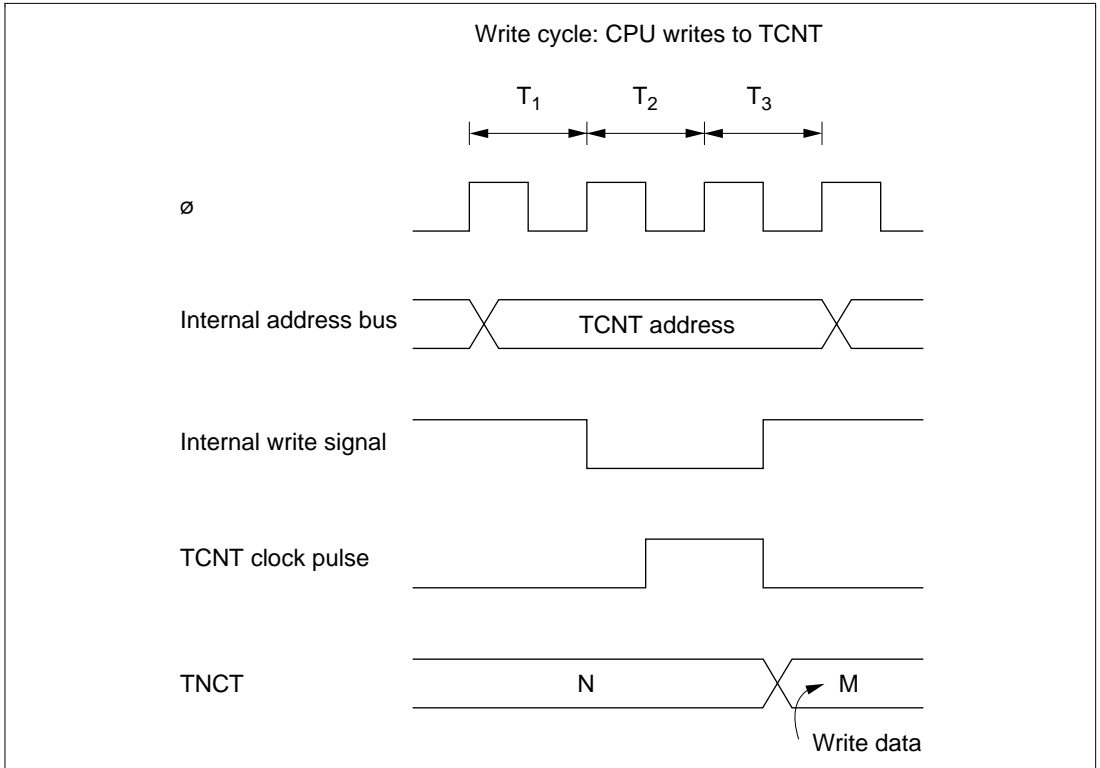 Write cycle: CPU writes to TCNT
T1 T2 T3
ø
Internal address bus
TCNT address
Internal write signal
TCNT clock pulse
TNCT
N
M
Write data